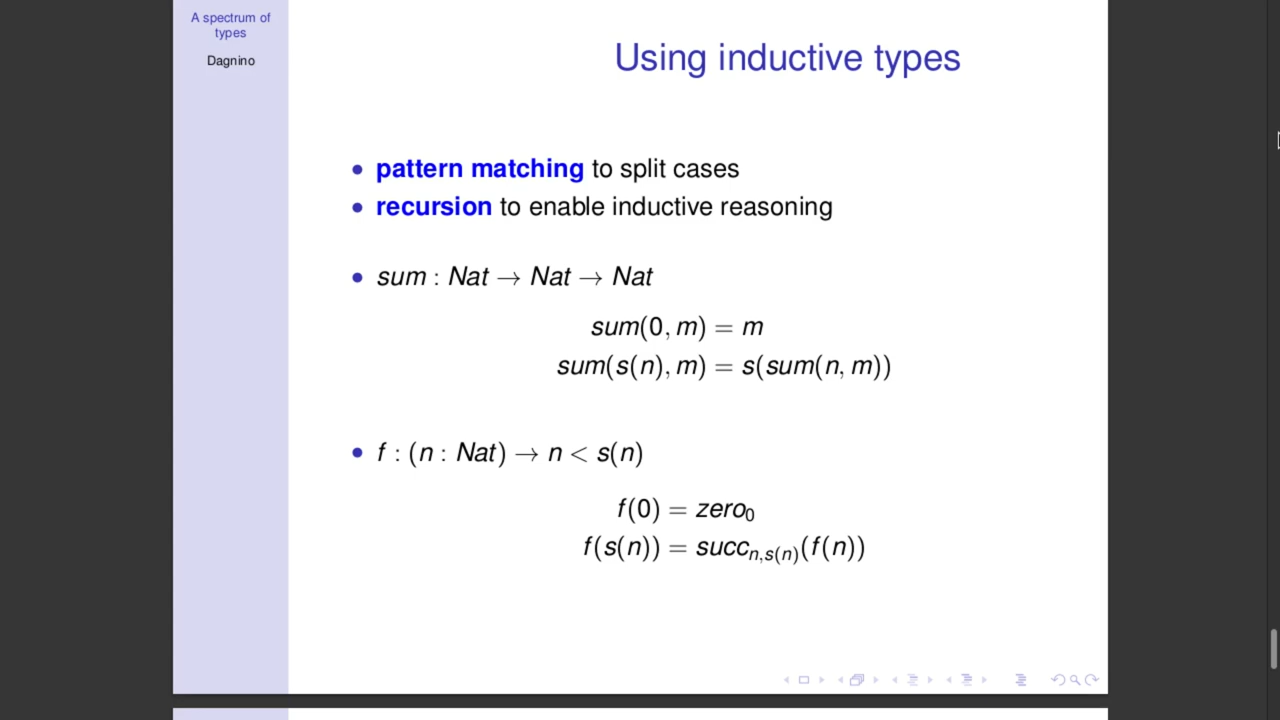 A spectrum of
types
Dagnino
Using inductive types
• pattern matching to split cases
• recursion to enable inductive reasoning
• sum : Nat → Nat → Nat
sum(0, m) = m
sum(s(n), m) = s(sum(n, m))
• f : (n : Nat) → n < s(n)
f(0) = zero₀
f(s(n)) = succ_{n,s(n)}(f(n))